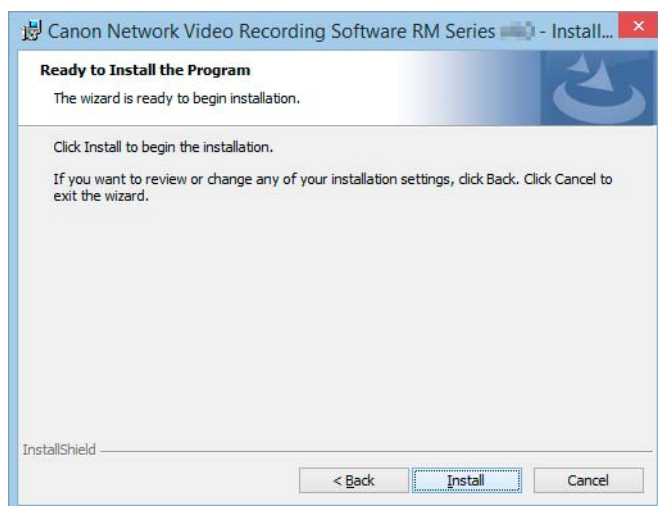 Canon Network Video Recording Software RM Series - Install...
Ready to Install the Program
The wizard is ready to begin installation.
Click Install to begin the installation.
If you want to review or change any of your installation settings, click Back. Click Cancel to
exit the wizard.
InstallShield
< Back Install Cancel